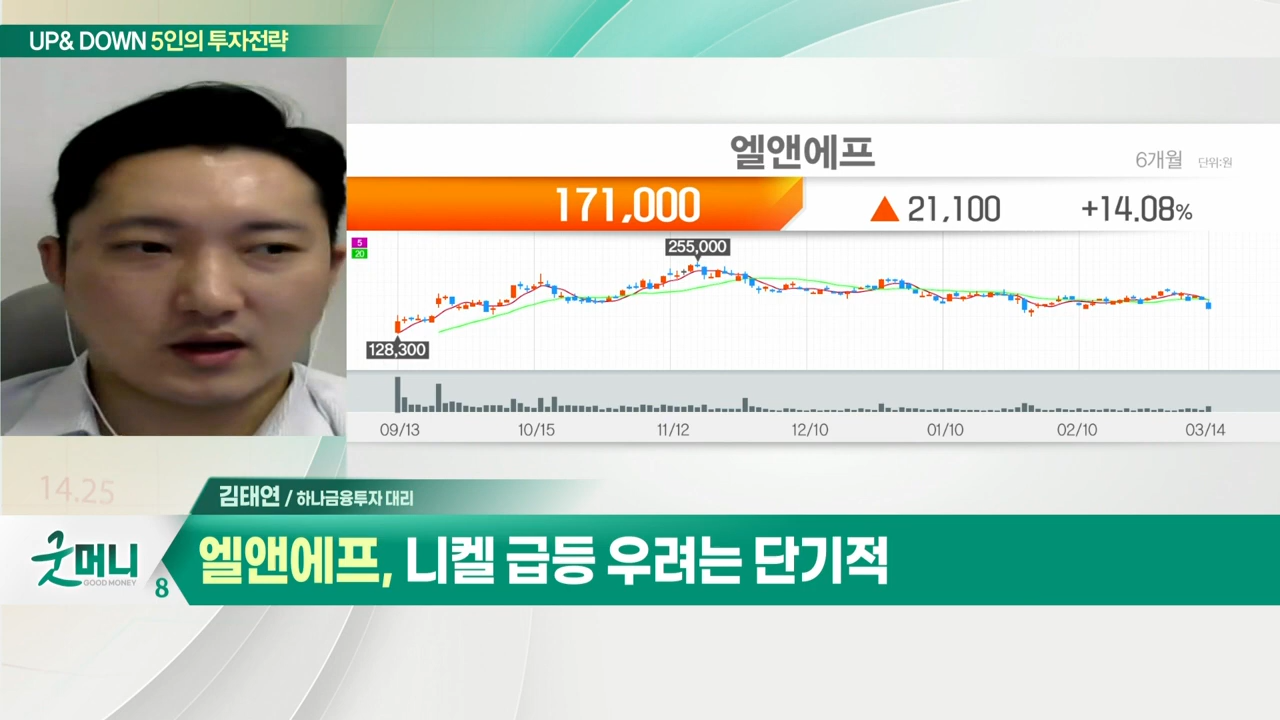 UP& DOWN 5인의 투자전략
엘앤에프
6개월 단위:원
171,000 ▲ 21,100 +14.08%
5
20
255,000
128,300
09/13 10/15 11/12 12/10 01/10 02/10 03/14
14.25
김태연 / 하나금융투자 대리
굿머니
GOOD MONEY
8
엘앤에프, 니켈 급등 우려는 단기적